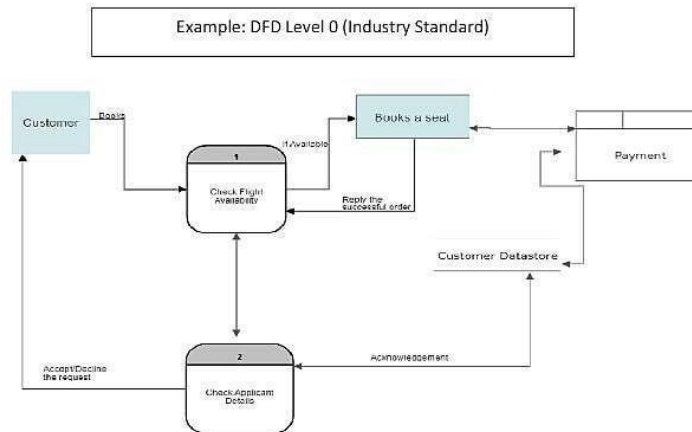 Example: DFD Level 0 (Industry Standard)
Customer
Books
Books a seat
If Available
Payment
1
Check Flight
Availability
Reply the
successful order
Customer Datastore
2
Check Applicant
Details
Accept/Decline
the request
Acknowledgement